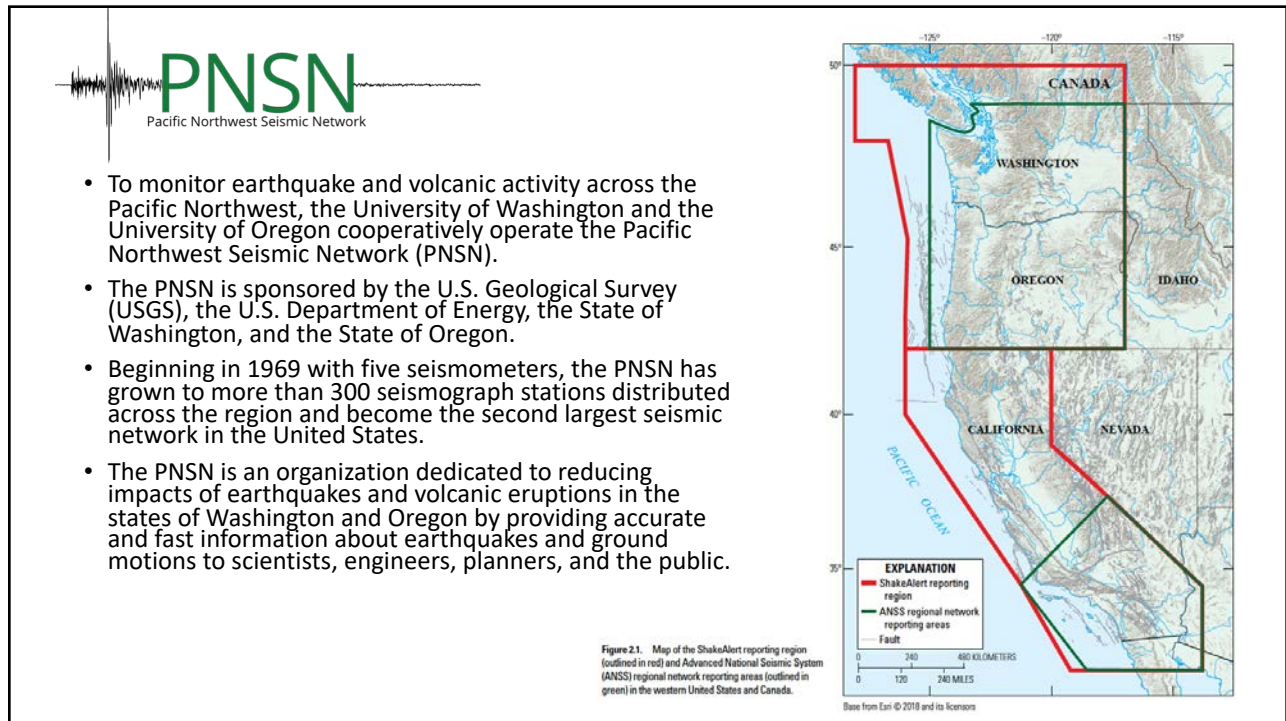 PNSN
Pacific Northwest Seismic Network
• To monitor earthquake and volcanic activity across the
Pacific Northwest, the University of Washington and the
University of Oregon cooperatively operate the Pacific
Northwest Seismic Network (PNSN).
• The PNSN is sponsored by the U.S. Geological Survey
(USGS), the U.S. Department of Energy, the State of
Washington, and the State of Oregon.
• Beginning in 1969 with five seismometers, the PNSN has
grown to more than 300 seismograph stations distributed
across the region and become the second largest seismic
network in the United States.
• The PNSN is an organization dedicated to reducing
impacts of earthquakes and volcanic eruptions in the
states of Washington and Oregon by providing accurate
and fast information about earthquakes and ground
motions to scientists, engineers, planners, and the public.
−125° −120° −115°
50°
CANADA
WASHINGTON
45°
OREGON
IDAHO
40°
CALIFORNIA
NEVADA
PACIFIC OCEAN
35°
EXPLANATION
ShakeAlert reporting
region
ANSS regional network
reporting areas
Fault
0 240 480 KILOMETERS
0 120 240 MILES
Base from Esri © 2018 and its licensors
Figure 2.1. Map of the ShakeAlert reporting region
(outlined in red) and Advanced National Seismic System
(ANSS) regional network reporting areas (outlined in
green) in the western United States and Canada.